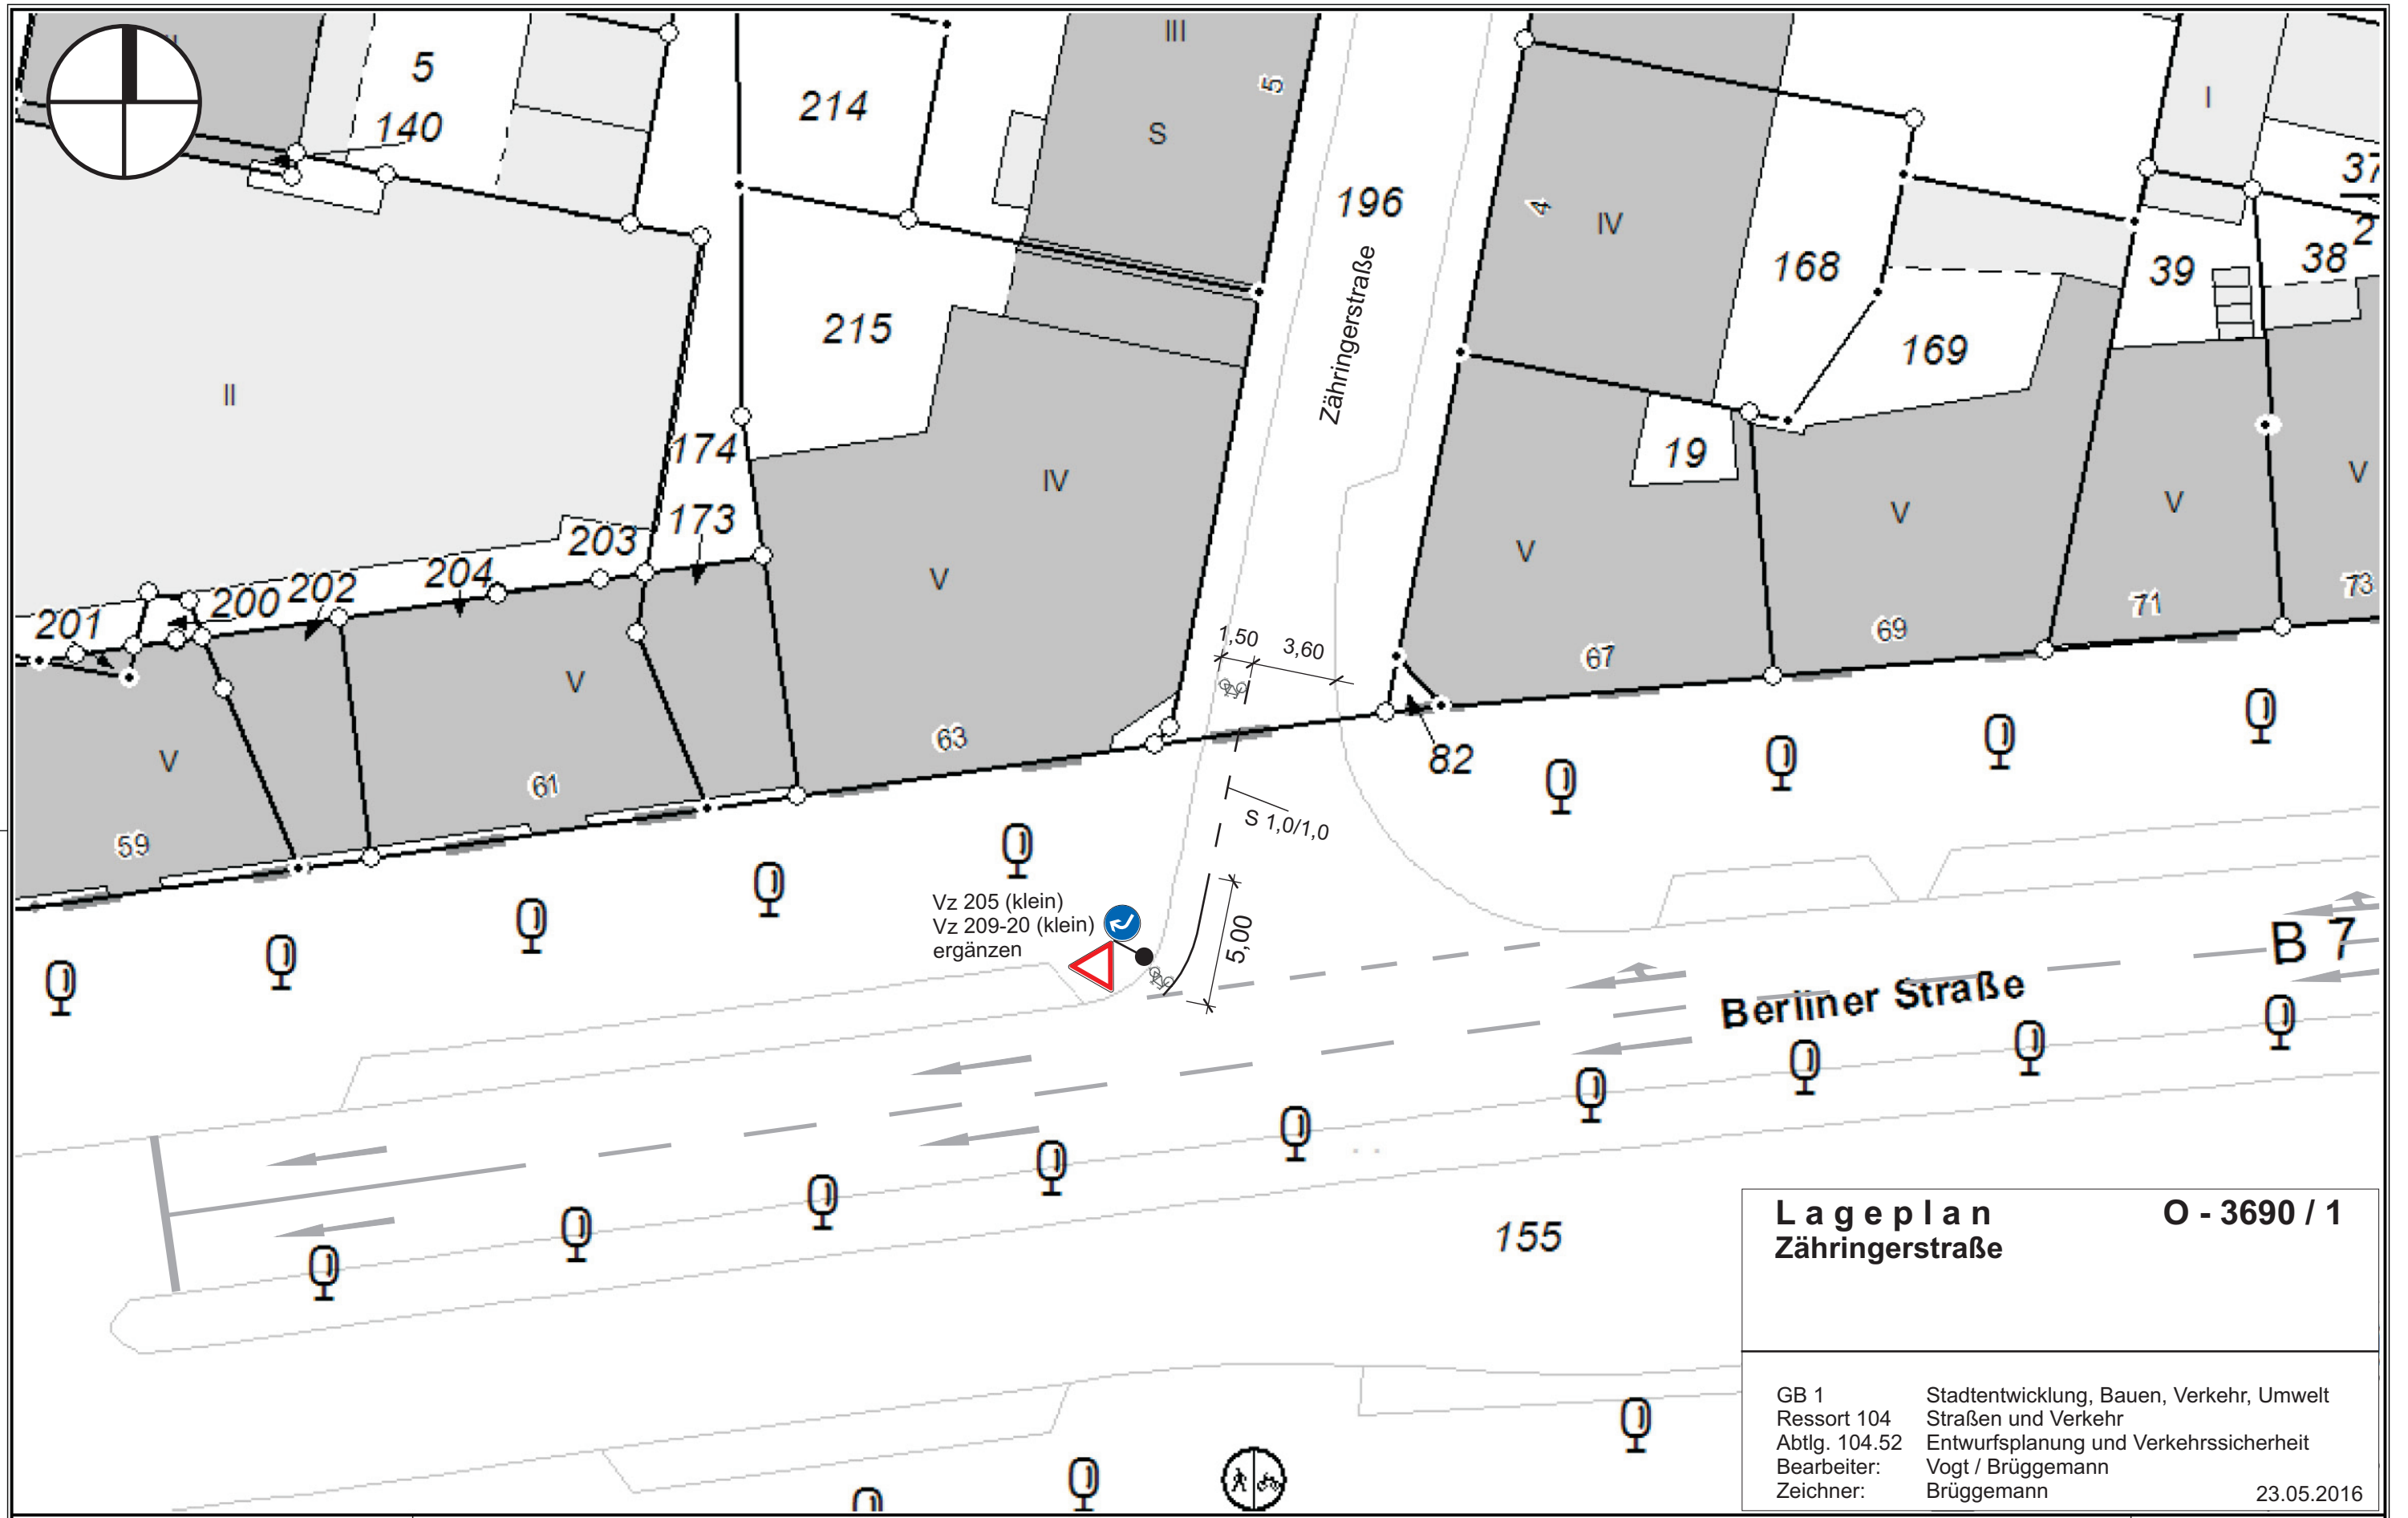 III
5
5
140
214
S
196
Zähringerstraße
4
IV
168
I
37
39
38
2
215
169
II
174
IV
19
V
V
V
173
203
V
V
204
202
200
201
73
71
69
67
1,50
3,60
V
63
V
61
59
82
S 1,0/1,0
Vz 205 (klein)
Vz 209-20 (klein)
ergänzen
5,00
B 7
Berliner Straße
155
Lageplan O - 3690 / 1
Zähringerstraße
GB 1 Stadtentwicklung, Bauen, Verkehr, Umwelt
Ressort 104 Straßen und Verkehr
Abtlg. 104.52 Entwurfsplanung und Verkehrssicherheit
Bearbeiter: Vogt / Brüggemann
Zeichner: Brüggemann 23.05.2016